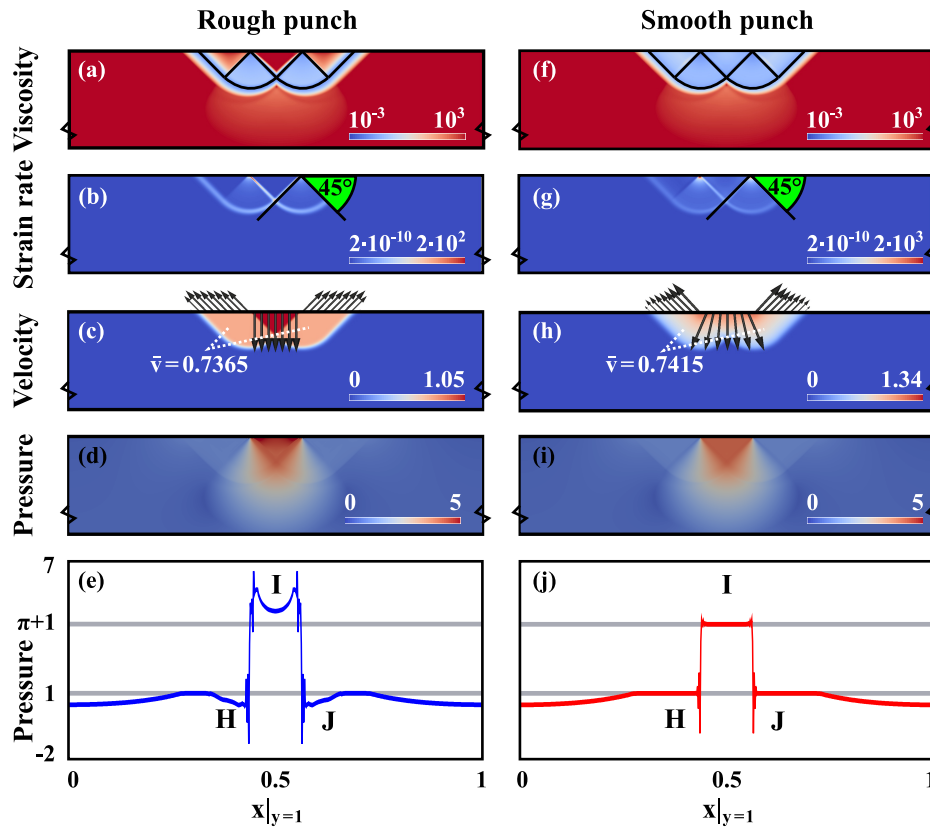 Rough punch
Smooth punch
Viscosity
(a)
10⁻³ 10³
(f)
10⁻³ 10³
Strain rate
(b)
45°
2·10⁻¹⁰ 2·10²
(g)
45°
2·10⁻¹⁰ 2·10³
Velocity
(c)
v̄ = 0.7365
0 1.05
(h)
v̄ = 0.7415
0 1.34
Pressure
(d)
0 5
(i)
0 5
Pressure
7
π+1
1
-2
(e)
I
H
J
0 0.5 1
x|y=1
(j)
I
H
J
0 0.5 1
x|y=1